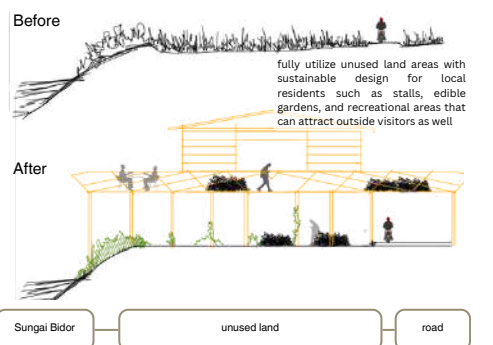 Before
fully utilize unused land areas with
sustainable design for local
residents such as stalls, edible
gardens, and recreational areas that
can attract outside visitors as well
After
Sungai Bidor
unused land
road